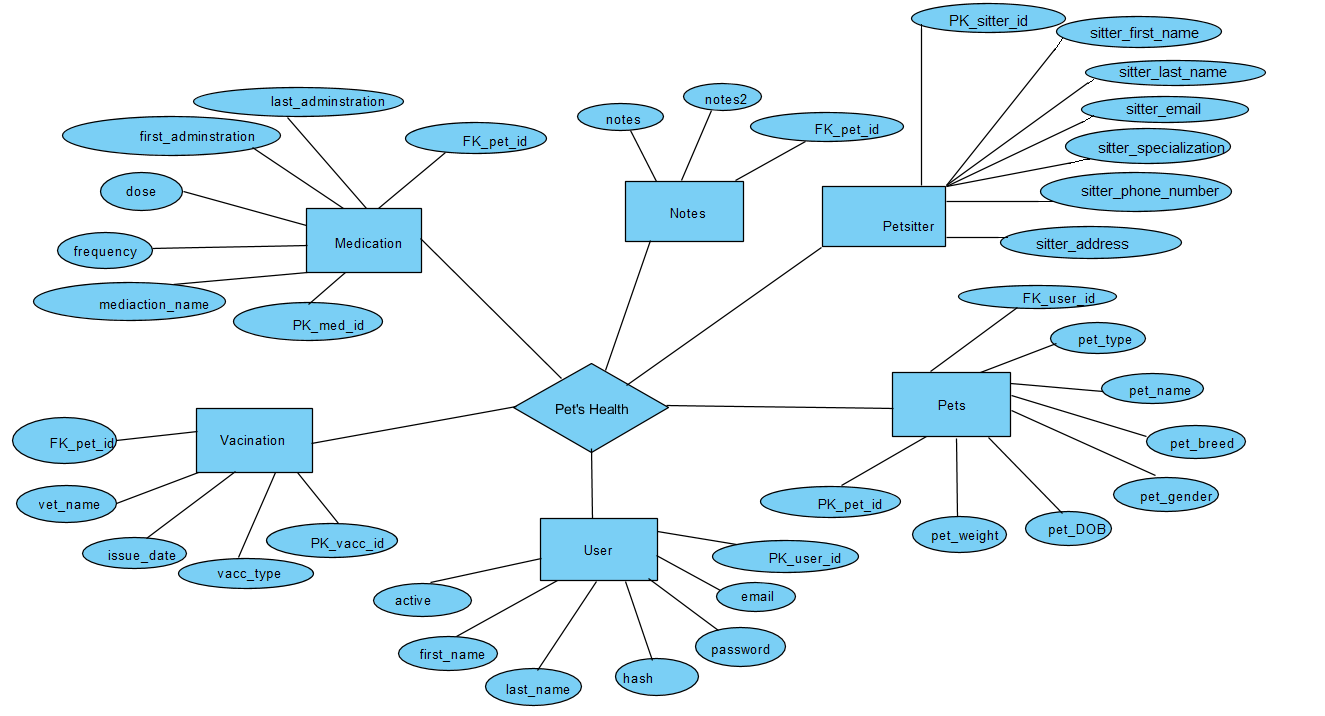 PK_sitter_id
sitter_first_name
sitter_last_name
sitter_email
sitter_specialization
sitter_phone_number
sitter_address
Petsitter
notes
notes2
FK_pet_id
Notes
last_adminstration
first_adminstration
FK_pet_id
dose
frequency
mediaction_name
PK_med_id
Medication
Pet's Health
FK_user_id
pet_type
pet_name
pet_breed
pet_gender
pet_DOB
pet_weight
PK_pet_id
Pets
Vacination
FK_pet_id
vet_name
issue_date
vacc_type
PK_vacc_id
User
PK_user_id
email
password
hash
last_name
first_name
active